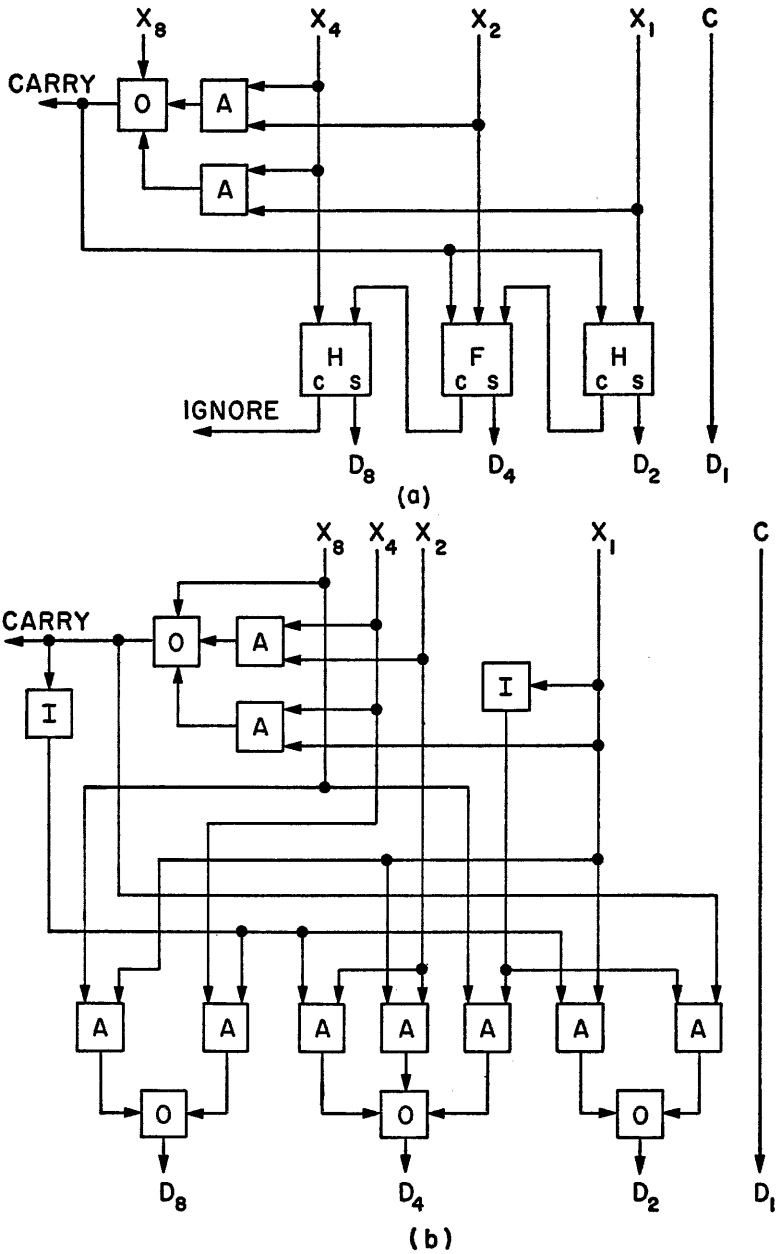 X8 X4 X2 X1 C
CARRY
O A
A
H F H
C S C S C S
IGNORE
D8 D4 D2 D1
(a)
X8 X4 X2 X1 C
CARRY
O A
I
I
A
A A A A A A A
O O O
D8 D4 D2 D1
(b)